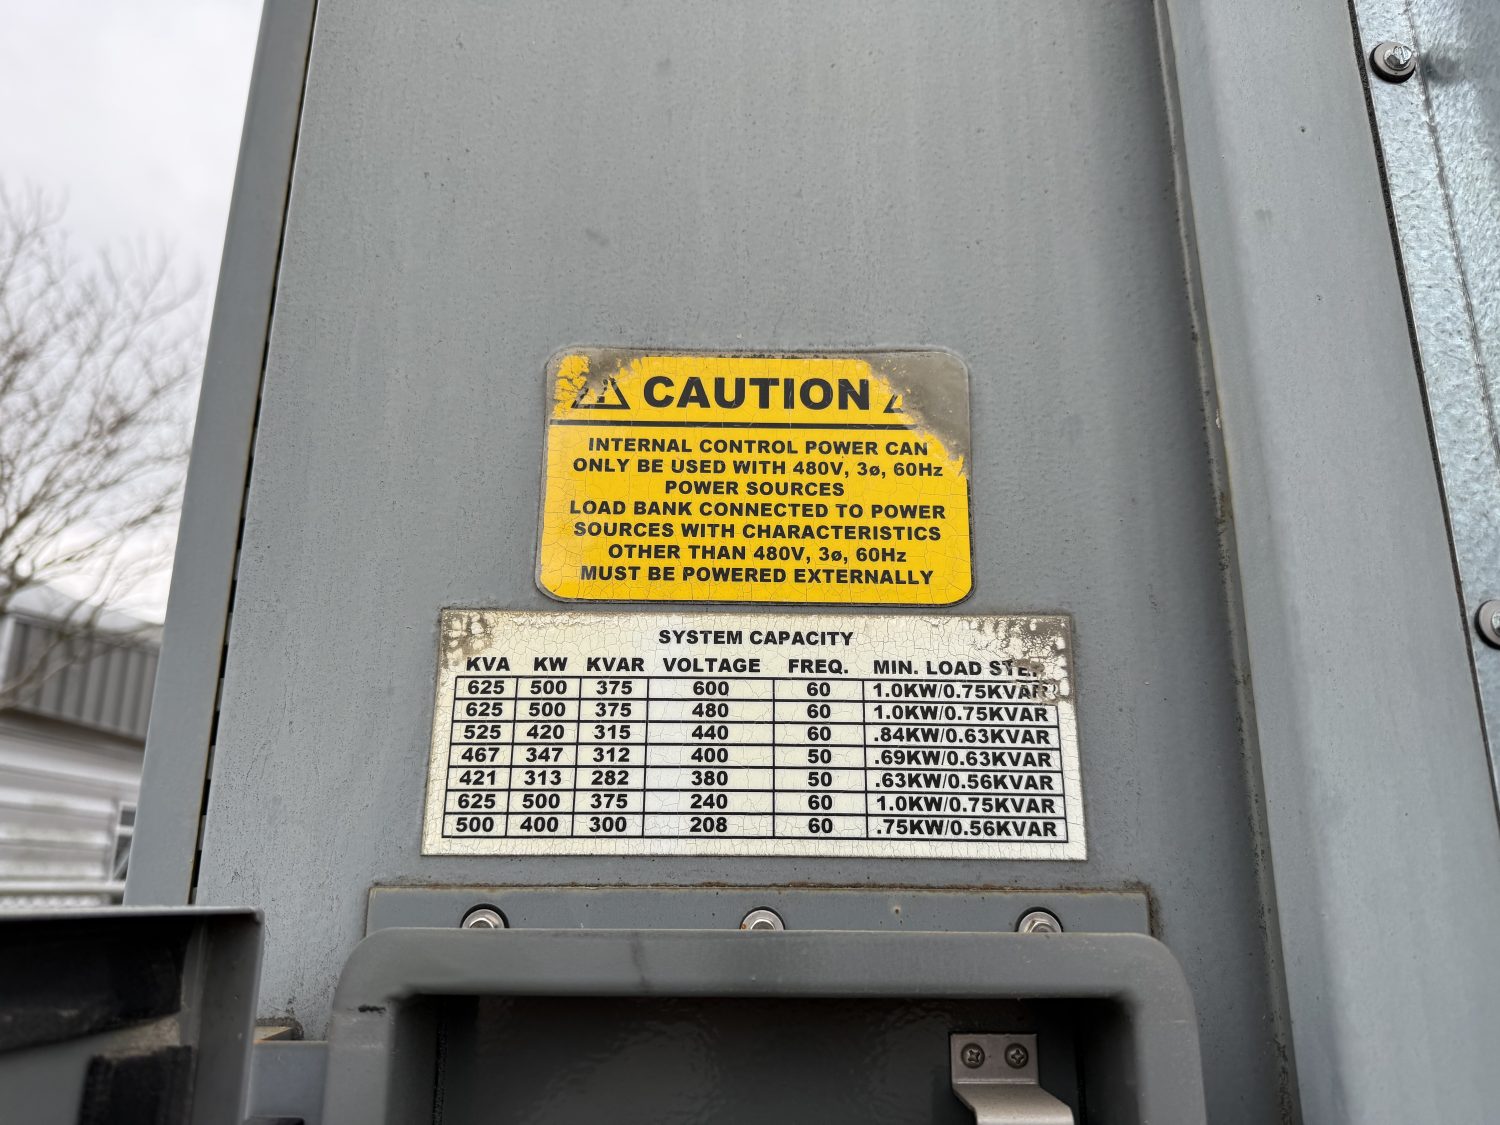 CAUTION
INTERNAL CONTROL POWER CAN
ONLY BE USED WITH 480V, 3ø, 60Hz
POWER SOURCES
LOAD BANK CONNECTED TO POWER
SOURCES WITH CHARACTERISTICS
OTHER THAN 480V, 3ø, 60Hz
MUST BE POWERED EXTERNALLY
SYSTEM CAPACITY
KVA KW KVAR VOLTAGE FREQ. MIN. LOAD STEP
625 500 375 600 60 1.0KW/0.75KVAR
625 500 375 480 60 1.0KW/0.75KVAR
525 420 315 440 60 .84KW/0.63KVAR
467 347 312 400 50 .69KW/0.63KVAR
421 313 282 380 50 .63KW/0.56KVAR
625 500 375 240 60 1.0KW/0.75KVAR
500 400 300 208 60 .75KW/0.56KVAR